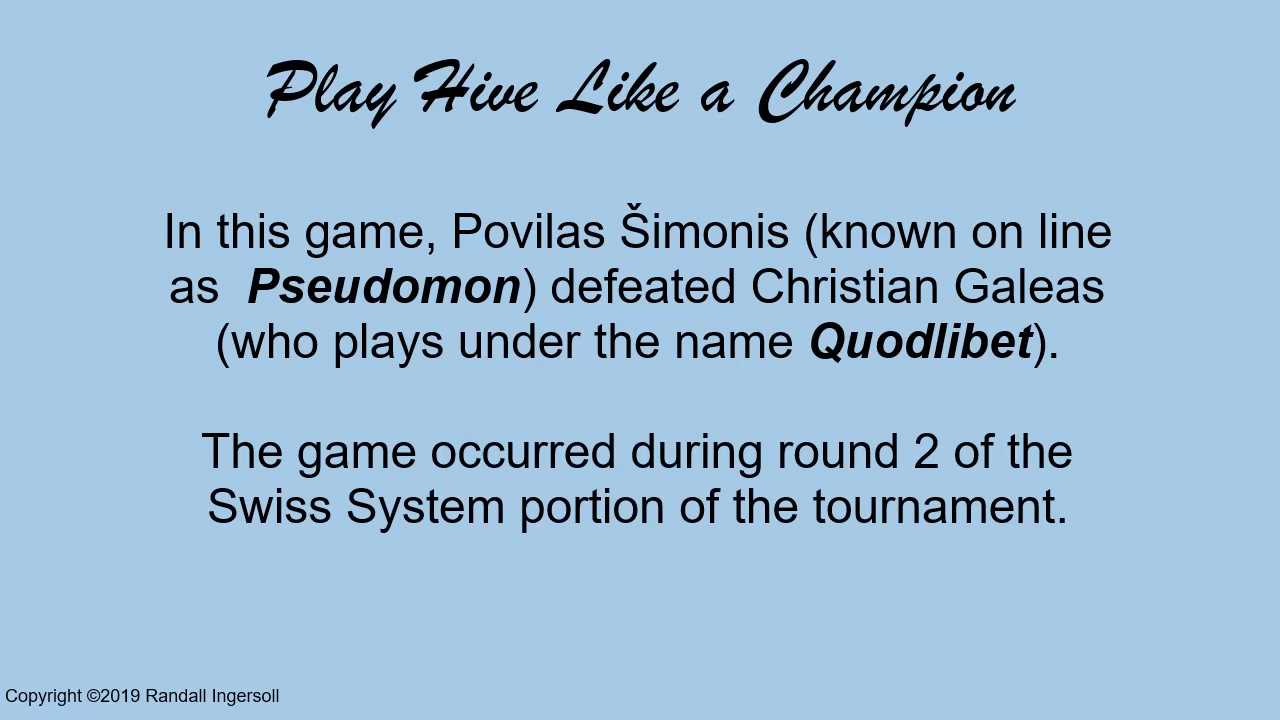 Play Hive Like a Champion
In this game, Povilas Šimonis (known on line
as  Pseudomon) defeated Christian Galeas
(who plays under the name Quodlibet).
The game occurred during round 2 of the
Swiss System portion of the tournament.
Copyright ©2019 Randall Ingersoll